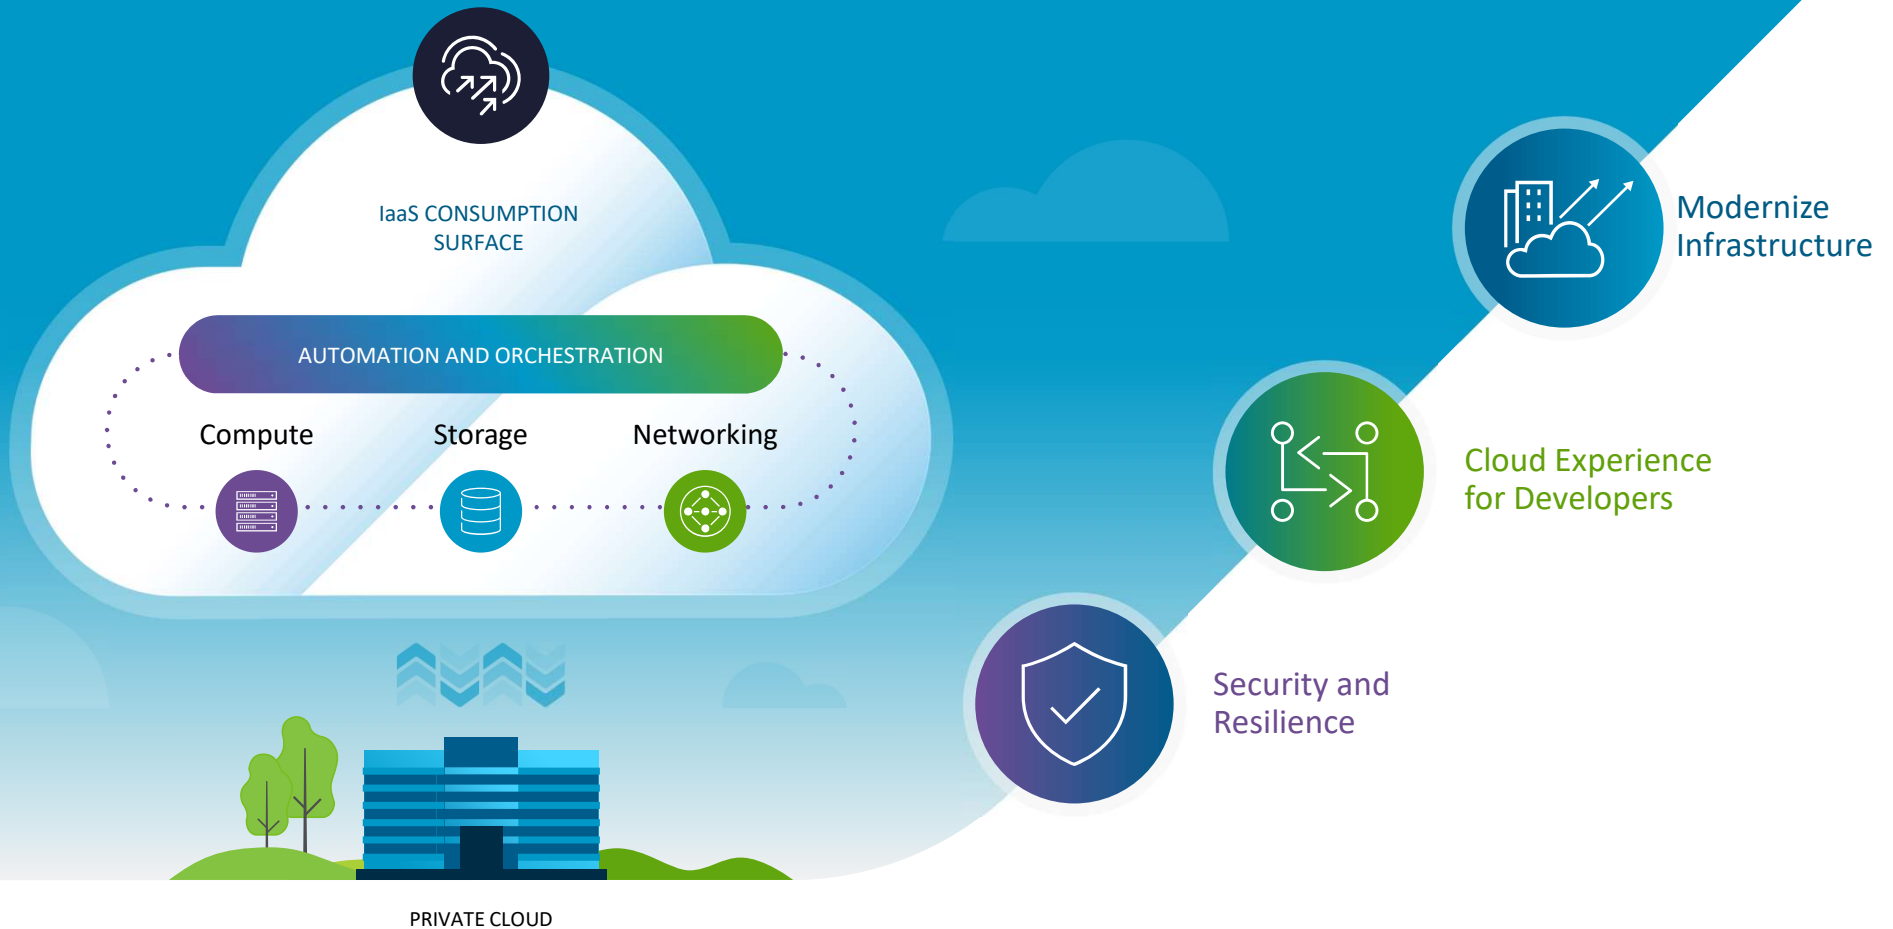 IaaS CONSUMPTION
SURFACE
AUTOMATION AND ORCHESTRATION
Compute
Storage
Networking
PRIVATE CLOUD
Modernize
Infrastructure
Cloud Experience
for Developers
Security and
Resilience